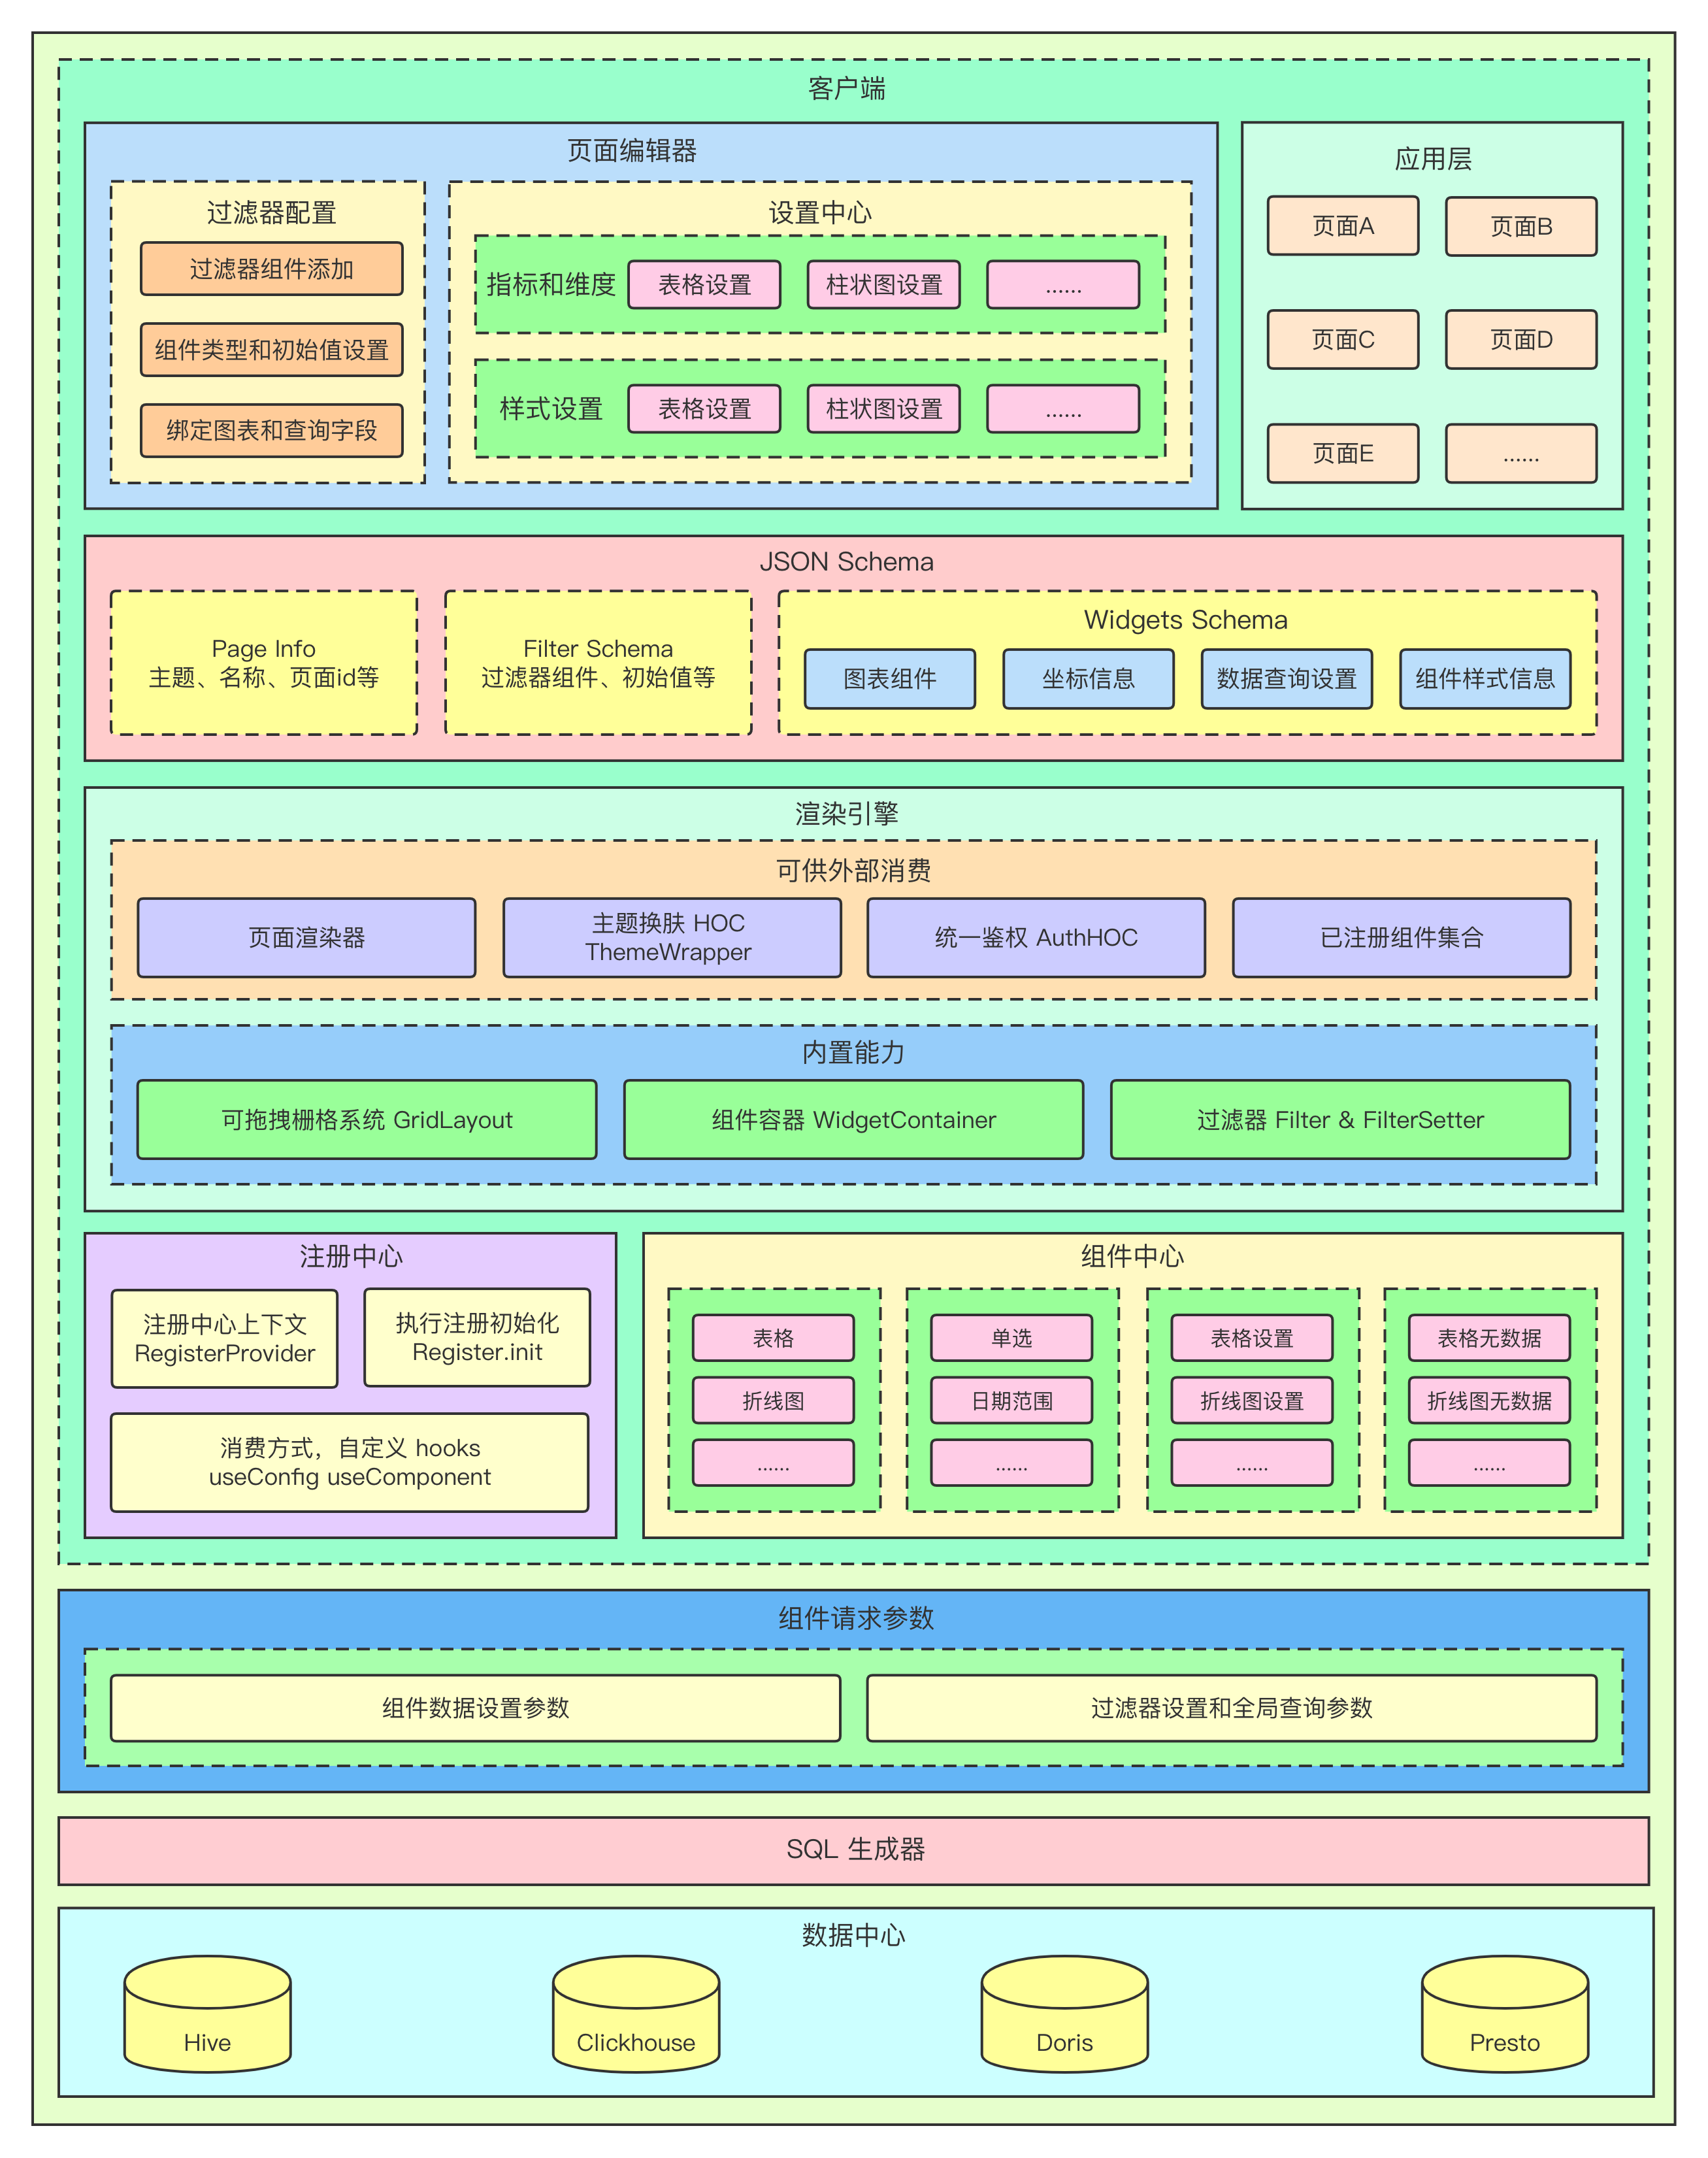 客户端
页面编辑器
过滤器配置
过滤器组件添加
组件类型和初始值设置
绑定图表和查询字段
设置中心
指标和维度
表格设置
柱状图设置
......
样式设置
表格设置
柱状图设置
......
应用层
页面A
页面B
页面C
页面D
页面E
......
JSON Schema
Page Info
主题、名称、页面id等
Filter Schema
过滤器组件、初始值等
Widgets Schema
图表组件
坐标信息
数据查询设置
组件样式信息
渲染引擎
可供外部消费
页面渲染器
主题换肤 HOC
ThemeWrapper
统一鉴权 AuthHOC
已注册组件集合
内置能力
可拖拽栅格系统 GridLayout
组件容器 WidgetContainer
过滤器 Filter & FilterSetter
注册中心
注册中心上下文
RegisterProvider
执行注册初始化
Register.init
消费方式，自定义 hooks
useConfig useComponent
组件中心
表格
折线图
......
单选
日期范围
......
表格设置
折线图设置
......
表格无数据
折线图无数据
......
组件请求参数
组件数据设置参数
过滤器设置和全局查询参数
SQL 生成器
数据中心
Hive
Clickhouse
Doris
Presto